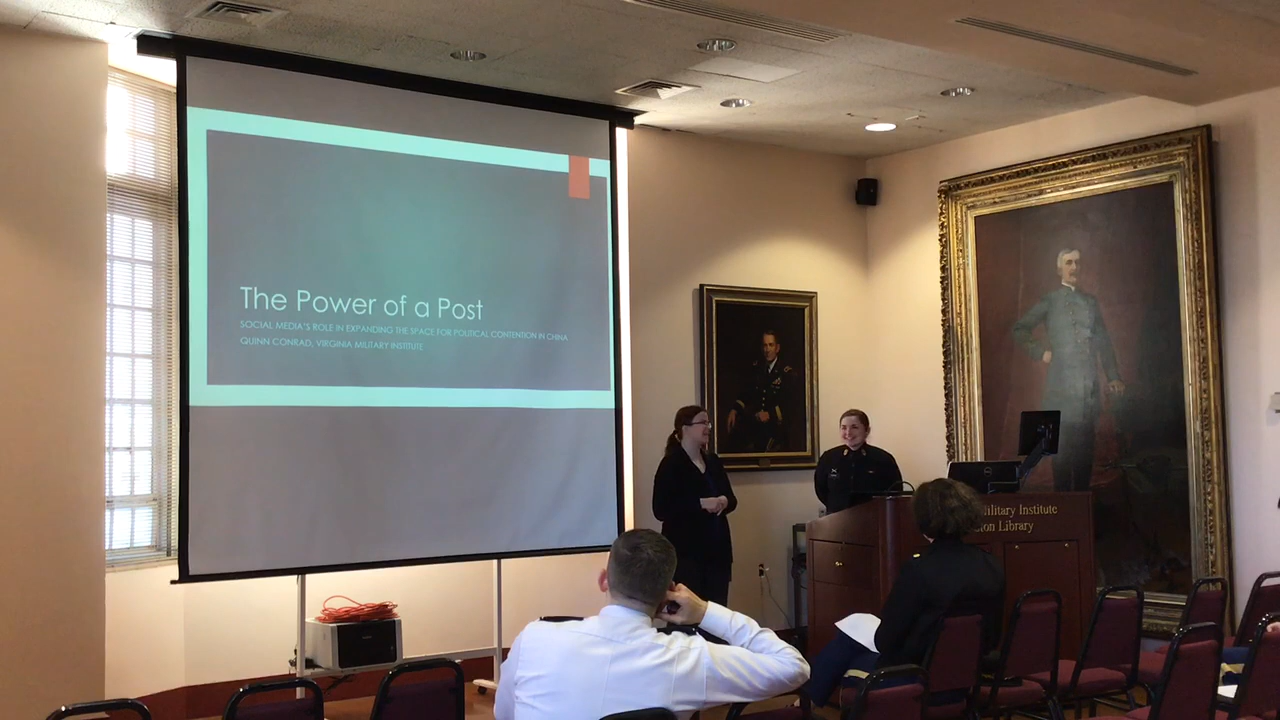 The Power of a Post
SOCIAL MEDIA'S ROLE IN EXPANDING THE SPACE FOR POLITICAL CONTENTION IN CHINA
QUINN CONRAD, VIRGINIA MILITARY INSTITUTE
Military Institute
Library